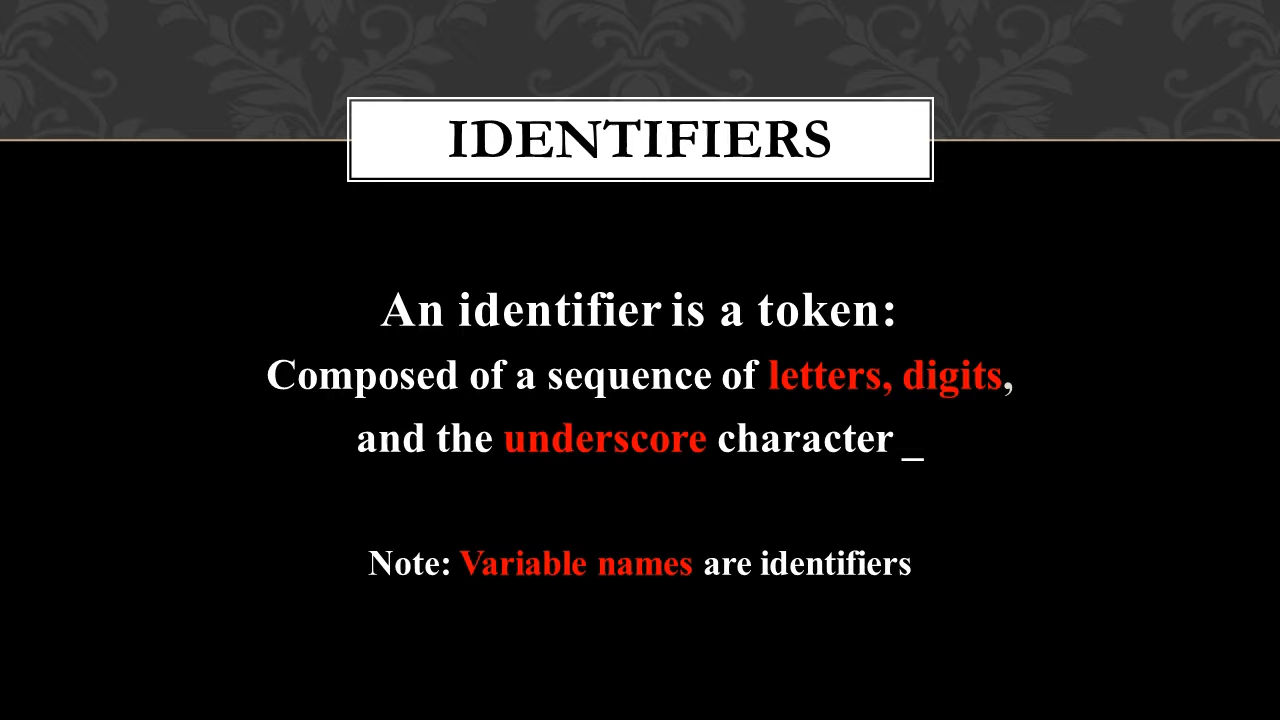 IDENTIFIERS
An identifier is a token:
Composed of a sequence of letters, digits,
and the underscore character _
Note: Variable names are identifiers